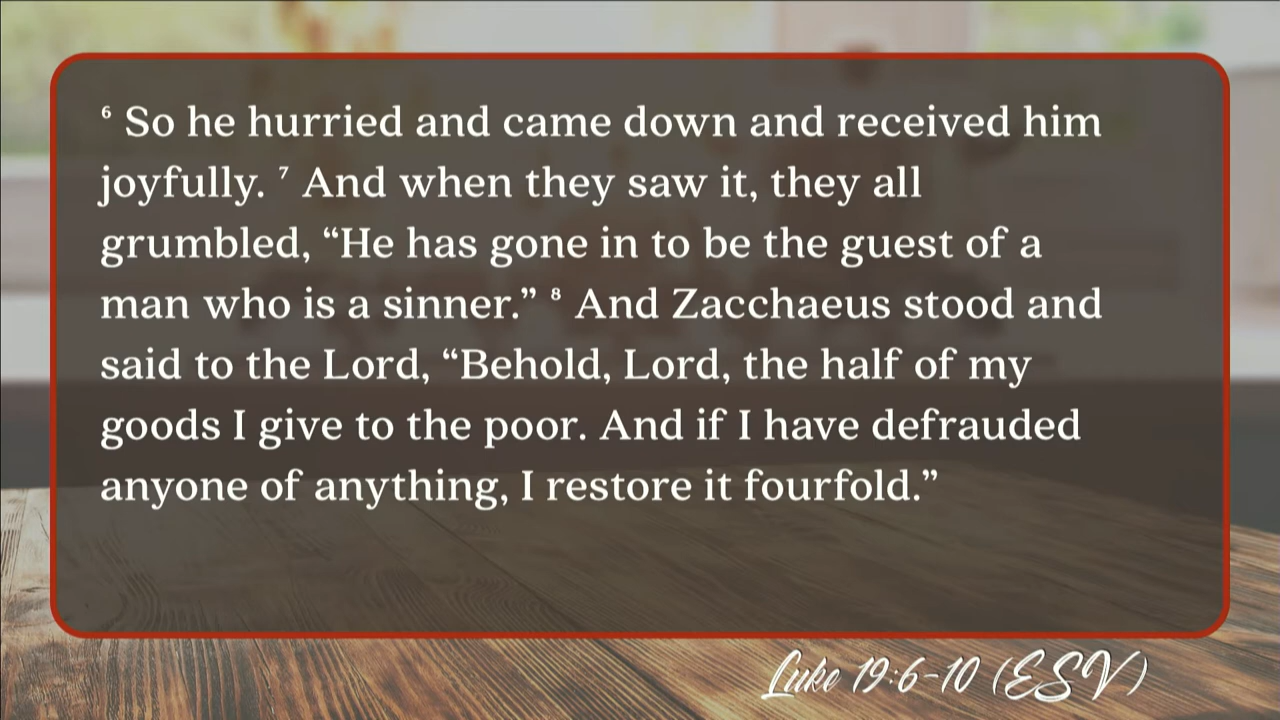 ⁶ So he hurried and came down and received him
joyfully. ⁷ And when they saw it, they all
grumbled, “He has gone in to be the guest of a
man who is a sinner.” ⁸ And Zacchaeus stood and
said to the Lord, “Behold, Lord, the half of my
goods I give to the poor. And if I have defrauded
anyone of anything, I restore it fourfold.”
Luke 19:6-10 (ESV)